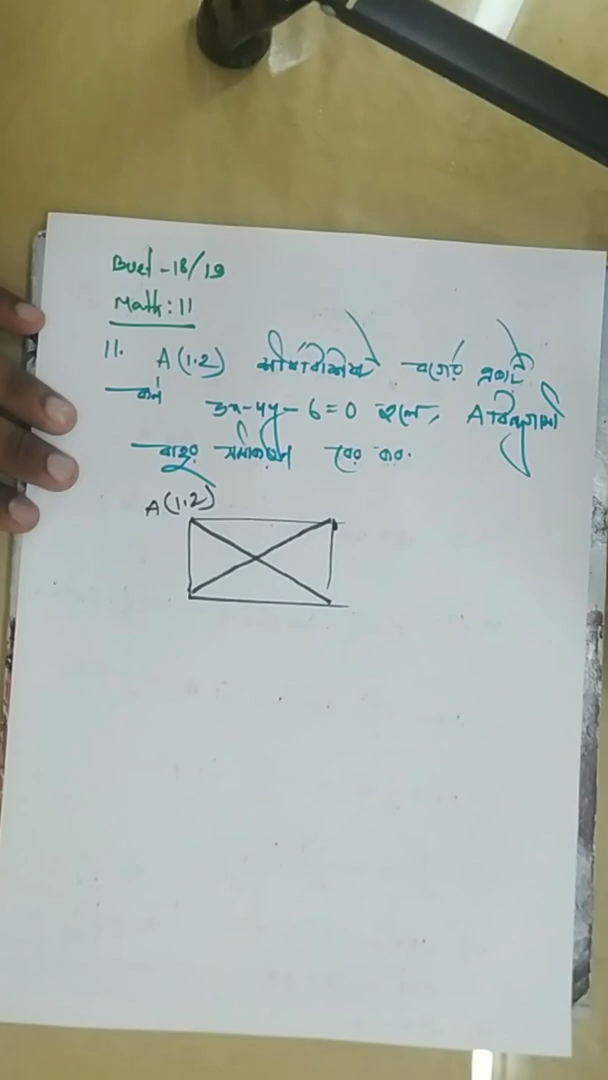 Buet - 18/19
Math: 11
11. A(1.2) শীর্ষবিশিষ্ট বর্গের একটি
কর্ণ 3x-4y-6=0 হলে, A বিন্দুগামী
বাহুর সমীকরণ বের কর.
A(1.2)